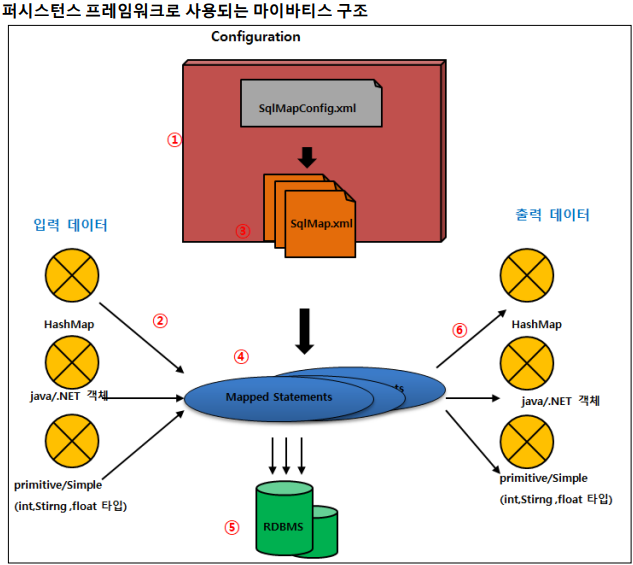 퍼시스턴스 프레임워크로 사용되는 마이바티스 구조
Configuration
SqlMapConfig.xml
①
SqlMap.xml
③
입력 데이터
출력 데이터
②
⑥
HashMap
HashMap
④
java/.NET 객체
Mapped Statements
ts
java/.NET 객체
primitive/Simple
(int,Stirng,float 타입)
primitive/Simple
(int,Stirng,float 타입)
⑤
RDBMS